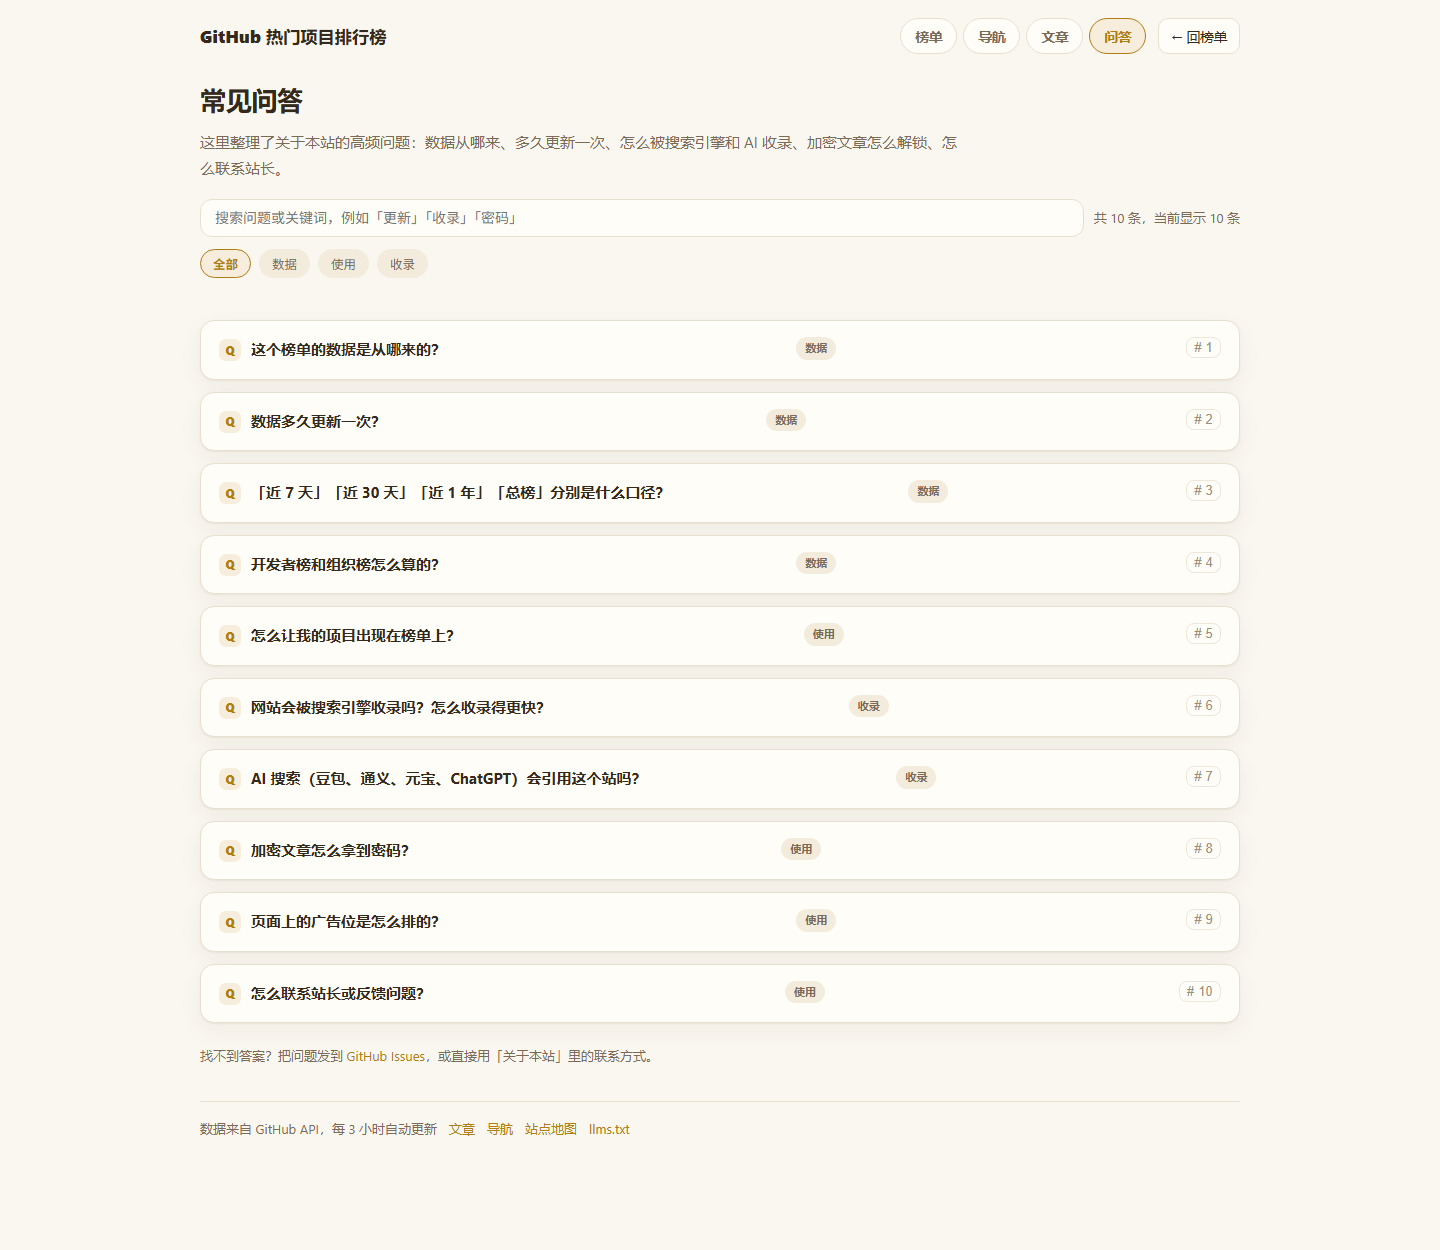 GitHub 热门项目排行榜
榜单
导航
文章
问答
← 回榜单
常见问答
这里整理了关于本站的高频问题：数据从哪来、多久更新一次、怎么被搜索引擎和 AI 收录、加密文章怎么解锁、怎
么联系站长。
搜索问题或关键词，例如「更新」「收录」「密码」
共 10 条，当前显示 10 条
全部
数据
使用
收录
Q 这个榜单的数据是从哪来的？ 数据 # 1
Q 数据多久更新一次？ 数据 # 2
Q 「近 7 天」「近 30 天」「近 1 年」「总榜」分别是什么口径？ 数据 # 3
Q 开发者榜和组织榜怎么算的？ 数据 # 4
Q 怎么让我的项目出现在榜单上？ 使用 # 5
Q 网站会被搜索引擎收录吗？怎么收录得更快？ 收录 # 6
Q AI 搜索（豆包、通义、元宝、ChatGPT）会引用这个站吗？ 收录 # 7
Q 加密文章怎么拿到密码？ 使用 # 8
Q 页面上的广告位是怎么排的？ 使用 # 9
Q 怎么联系站长或反馈问题？ 使用 # 10
找不到答案？把问题发到 GitHub Issues，或直接用「关于本站」里的联系方式。
数据来自 GitHub API，每 3 小时自动更新 文章 导航 站点地图 llms.txt